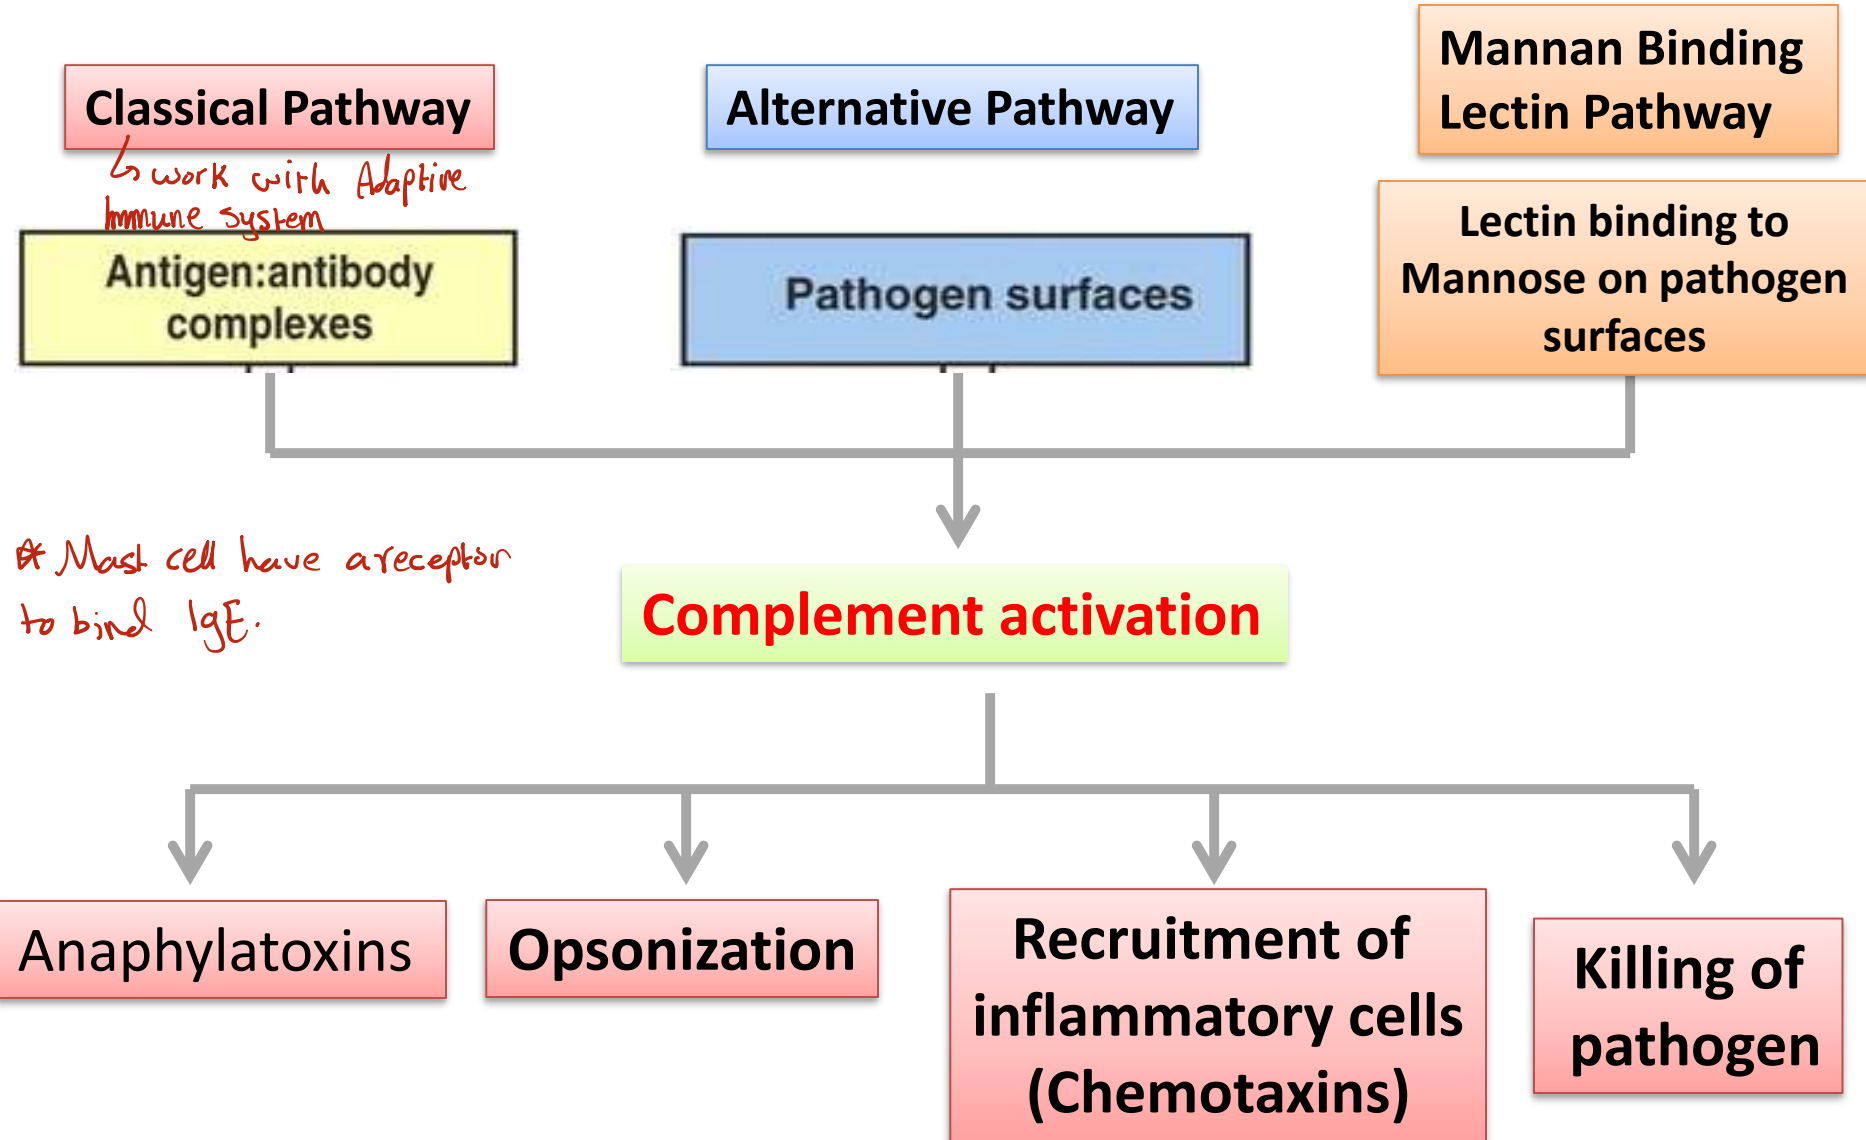 Classical Pathway
↳ work with Adaptive
Immune system
Antigen:antibody
complexes
Alternative Pathway
Pathogen surfaces
Mannan Binding
Lectin Pathway
Lectin binding to
Mannose on pathogen
surfaces
* Mast cell have a receptor
to bind IgE.
Complement activation
Anaphylatoxins
Opsonization
Recruitment of
inflammatory cells
(Chemotaxins)
Killing of
pathogen